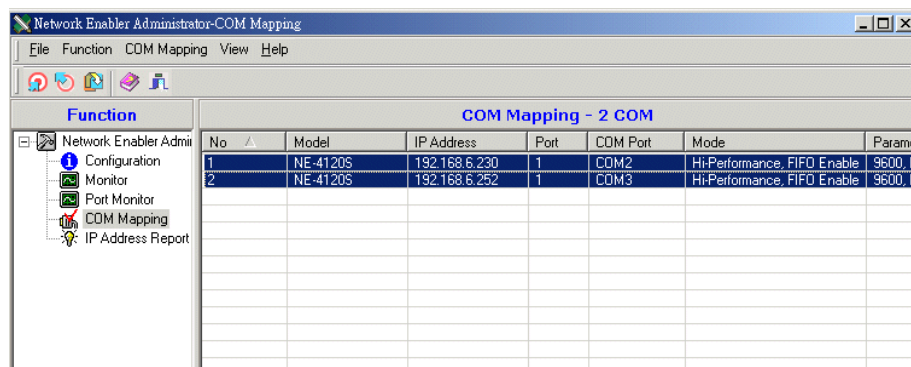 Network Enabler Administrator-COM Mapping
File Function COM Mapping View Help
Function
COM Mapping - 2 COM
Network Enabler Admi
Configuration
Monitor
Port Monitor
COM Mapping
IP Address Report
No Model IP Address Port COM Port Mode Param
1 NE-4120S 192.168.6.230 1 COM2 Hi-Performance, FIFO Enable 9600,
2 NE-4120S 192.168.6.252 1 COM3 Hi-Performance, FIFO Enable 9600,